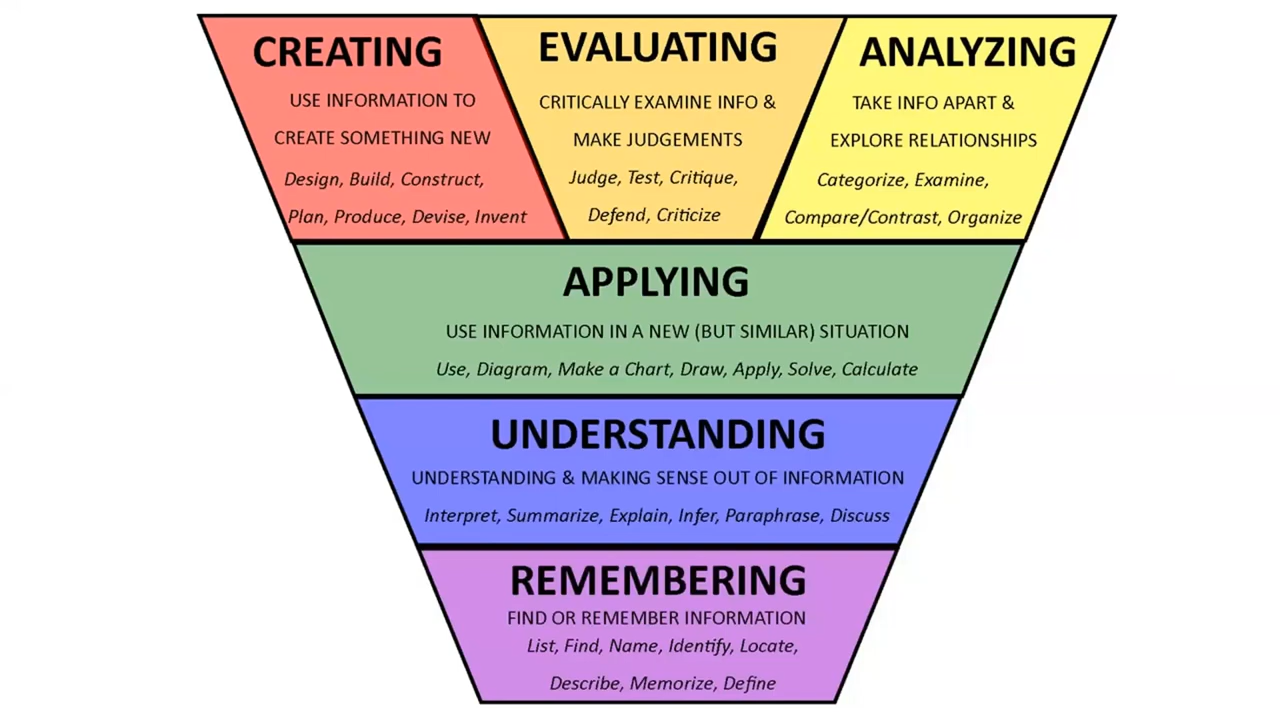 CREATING
USE INFORMATION TO
CREATE SOMETHING NEW
Design, Build, Construct,
Plan, Produce, Devise, Invent
EVALUATING
CRITICALLY EXAMINE INFO &
MAKE JUDGEMENTS
Judge, Test, Critique,
Defend, Criticize
ANALYZING
TAKE INFO APART &
EXPLORE RELATIONSHIPS
Categorize, Examine,
Compare/Contrast, Organize
APPLYING
USE INFORMATION IN A NEW (BUT SIMILAR) SITUATION
Use, Diagram, Make a Chart, Draw, Apply, Solve, Calculate
UNDERSTANDING
UNDERSTANDING & MAKING SENSE OUT OF INFORMATION
Interpret, Summarize, Explain, Infer, Paraphrase, Discuss
REMEMBERING
FIND OR REMEMBER INFORMATION
List, Find, Name, Identify, Locate,
Describe, Memorize, Define